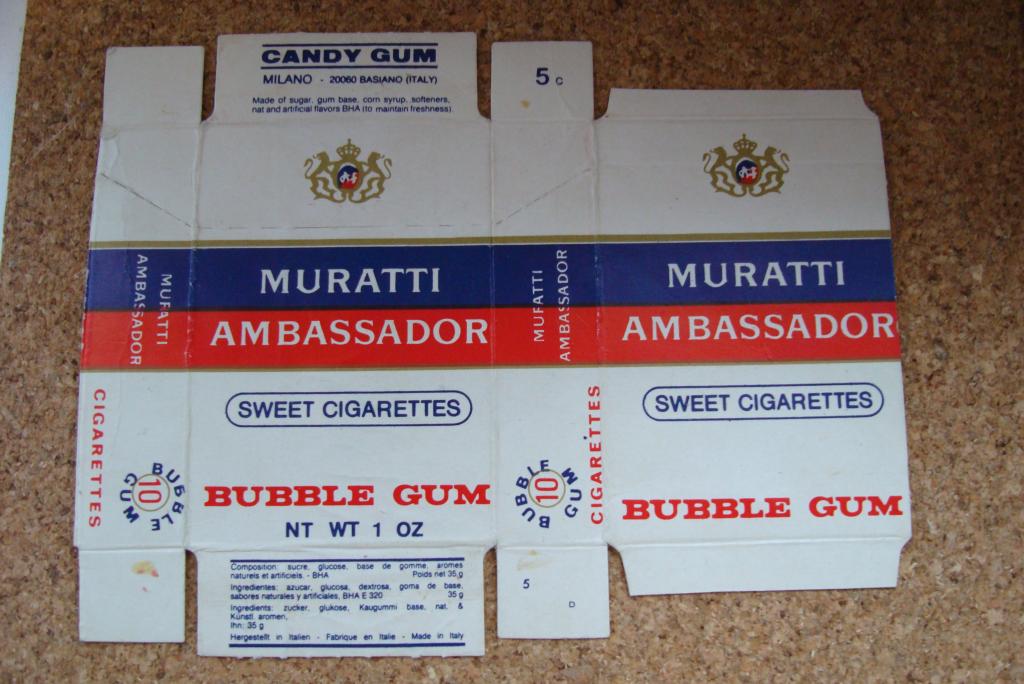 CANDY GUM
MILANO - 20060 BASIANO (ITALY)
Made of sugar, gum base, corn syrup, softeners,
nat and artificial flavors BHA (to maintain freshness).
5 C
MURATTI
AMBASSADOR
MURATTI
AMBASSADOR
MURATTI
AMBASSADOR
MURATTI
AMBASSADOR
CIGARETTES
BUBBLE GUM
10
SWEET CIGARETTES
BUBBLE GUM
NT WT 1 OZ
BUBBLE GUM
10
CIGARETTES
SWEET CIGARETTES
BUBBLE GUM
Composition: sucre, glucose, base de gomme, aromes
naturels et artificiels. - BHA Poids net 35 g
Ingredientes: azucar, glucosa, dextrosa, goma de base,
sabores naturales y artificiales, BHA E 320 35 g
Ingredients: zucker, glukose, Kaugummi base, nat. &
Künstl. aromen,
Ihn: 35 g
Hergestellt in Italien - Fabrique en Italie - Made in Italy
5
D